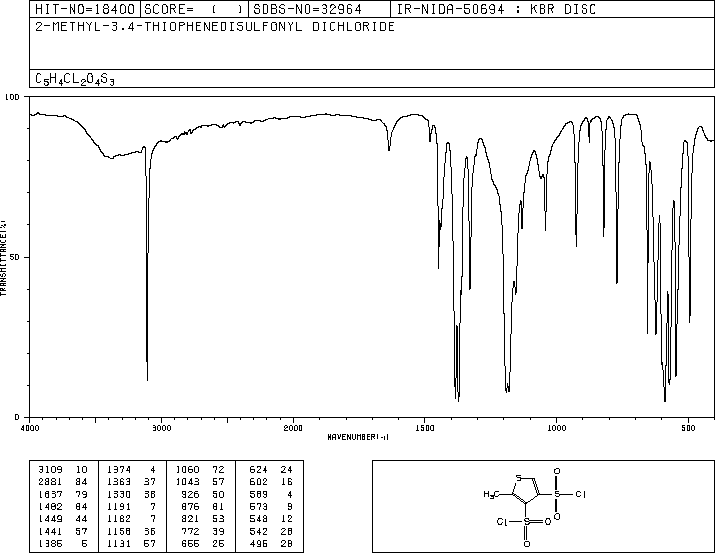 HIT-NO=18400 SCORE= ( ) SDBS-NO=32964 IR-NIDA-50694 : KBR DISC
2-METHYL-3.4-THIOPHENEDISULFONYL DICHLORIDE
C5H4CL2O4S3
100
50
0
TRANSMITTANCE(%)
4000 3000 2000 1500 1000 500
WAVENUMBER(-1)
3109 10 1374 4 1060 72 624 24
2881 84 1363 37 1043 57 602 16
1637 79 1330 38 926 50 589 4
1482 84 1191 7 876 81 573 9
1449 44 1182 7 821 53 548 12
1441 57 1158 36 772 39 542 28
1386 5 1131 57 655 25 496 28
S O
H3C S Cl
O
Cl S O
O